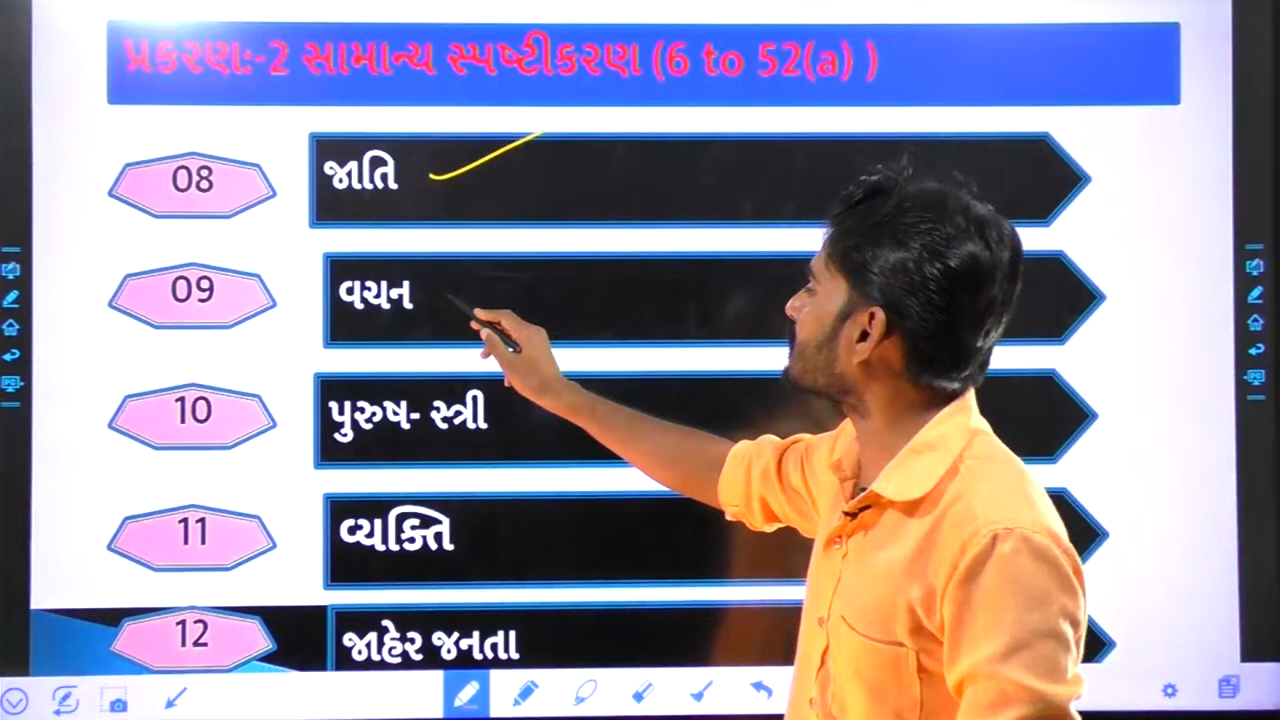 પ્રકરણઃ-2 સામાન્ય સ્પષ્ટીકરણ (6 to 52(a) )
08 જાતિ
09 વચન
10 પુરુષ- સ્ત્રી
11 વ્યક્તિ
12 જાહેર જનતા